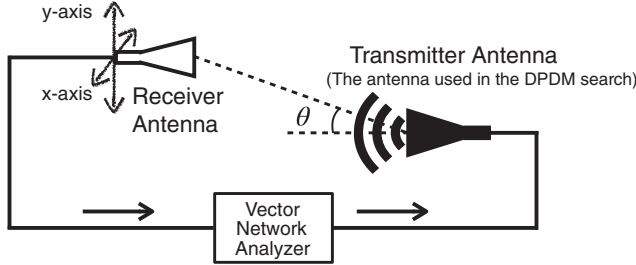 y-axis
x-axis
Receiver
Antenna
Transmitter Antenna
(The antenna used in the DPDM search)
θ
Vector
Network
Analyzer